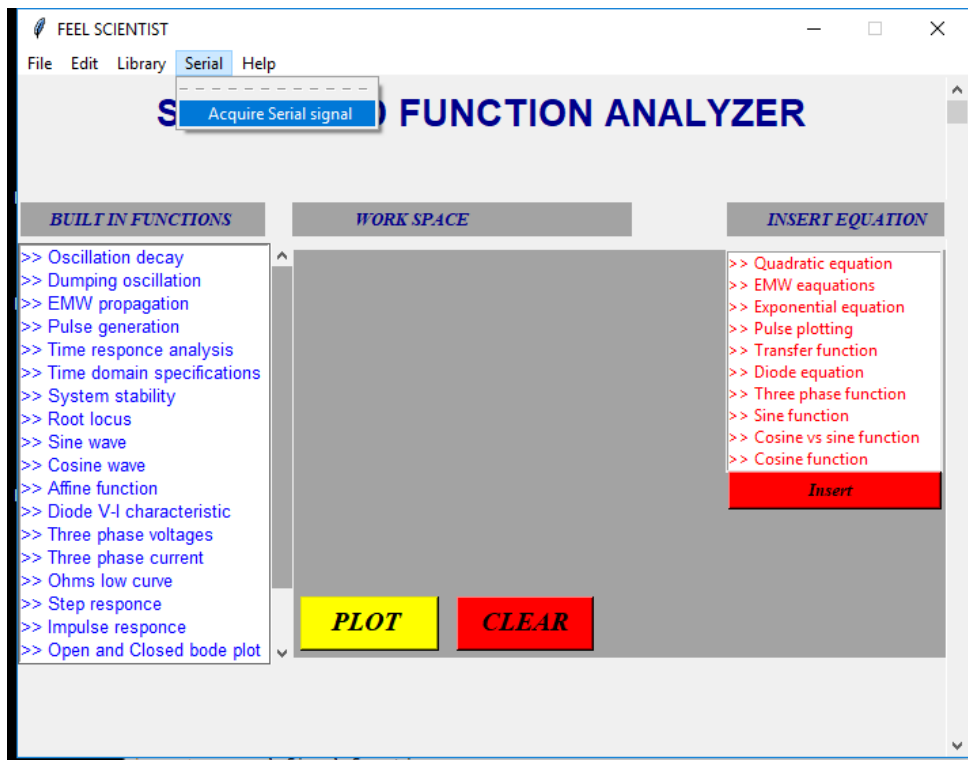 FEEL SCIENTIST
File Edit Library Serial Help
Acquire Serial signal
FUNCTION ANALYZER
BUILT IN FUNCTIONS
>> Oscillation decay
>> Dumping oscillation
>> EMW propagation
>> Pulse generation
>> Time responce analysis
>> Time domain specifications
>> System stability
>> Root locus
>> Sine wave
>> Cosine wave
>> Affine function
>> Diode V-I characteristic
>> Three phase voltages
>> Three phase current
>> Ohms low curve
>> Step responce
>> Impulse responce
>> Open and Closed bode plot
WORK SPACE
PLOT CLEAR
INSERT EQUATION
>> Quadratic equation
>> EMW eaquations
>> Exponential equation
>> Pulse plotting
>> Transfer function
>> Diode equation
>> Three phase function
>> Sine function
>> Cosine vs sine function
>> Cosine function
Insert